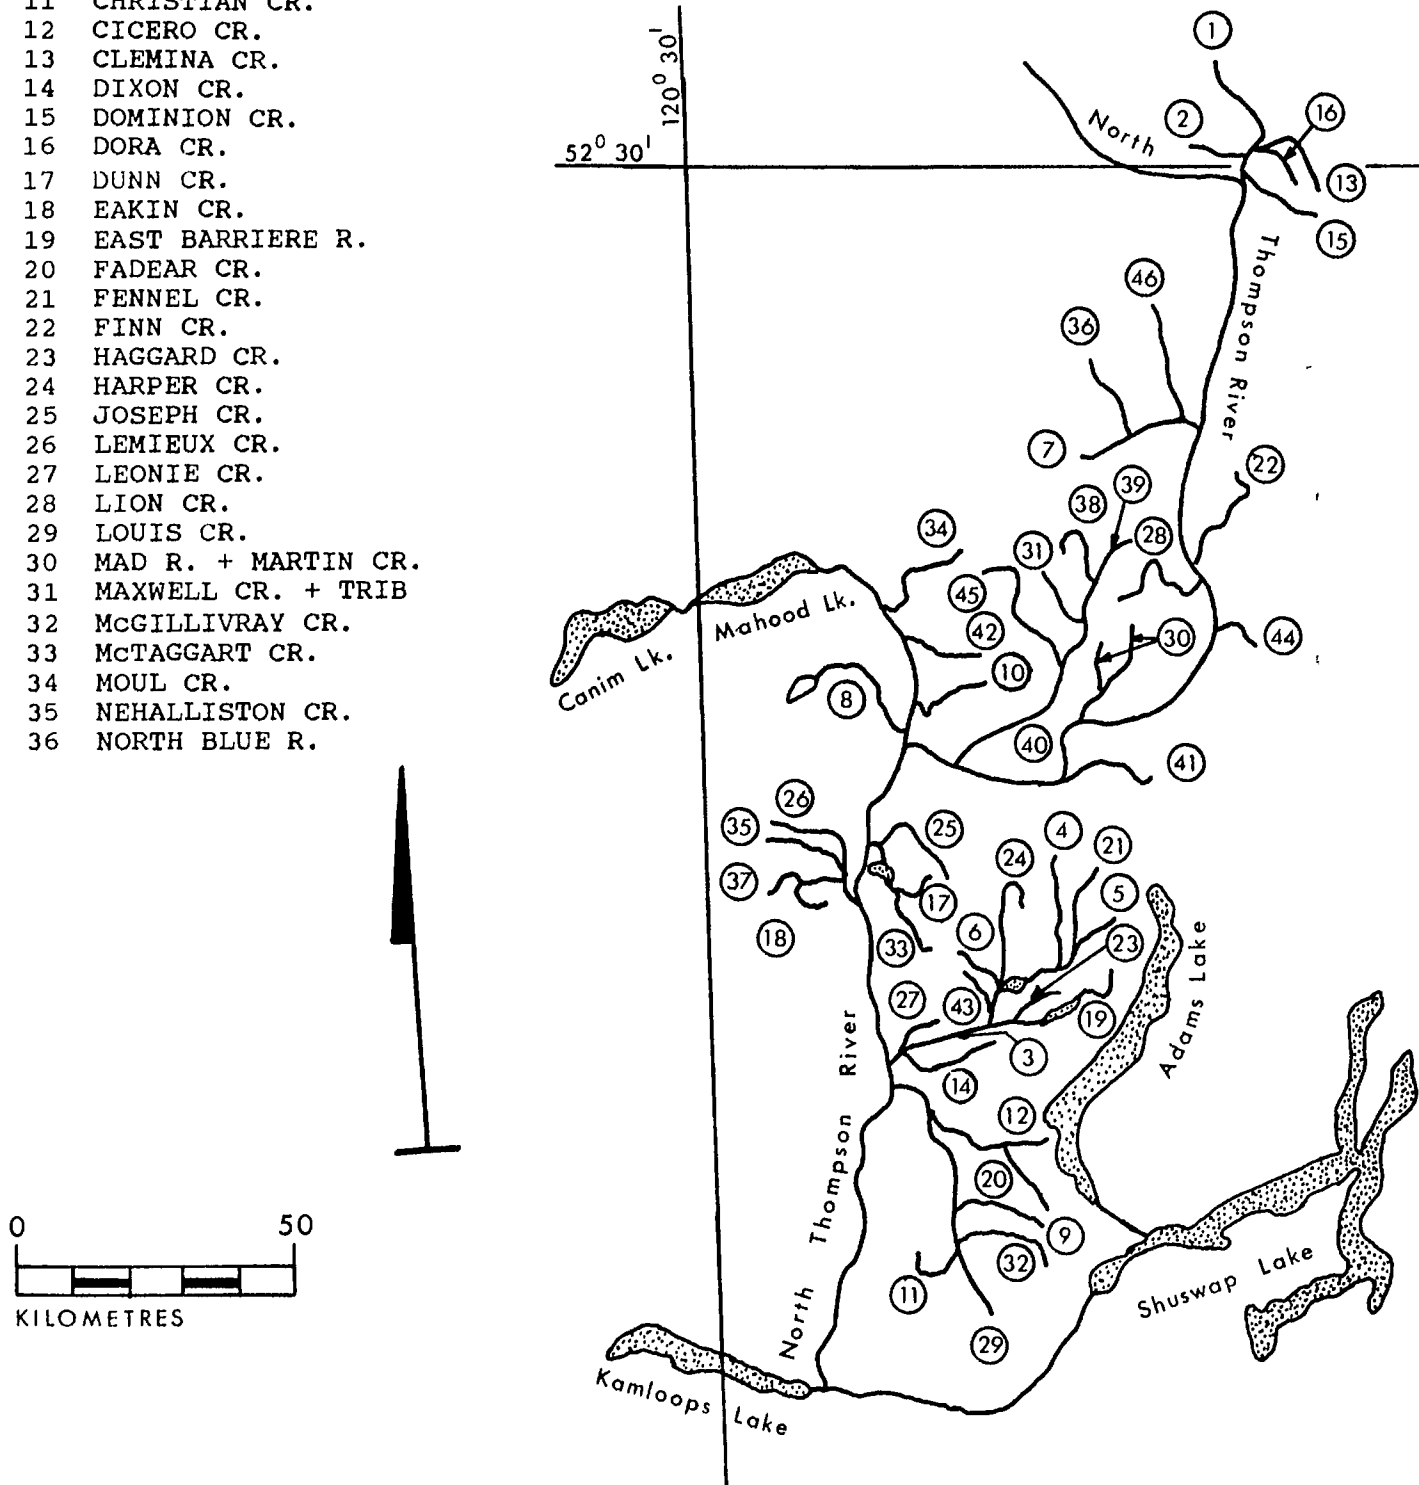 11 CHRISTIAN CR.
12 CICERO CR.
13 CLEMINA CR.
14 DIXON CR.
15 DOMINION CR.
16 DORA CR.
17 DUNN CR.
18 EAKIN CR.
19 EAST BARRIERE R.
20 FADEAR CR.
21 FENNEL CR.
22 FINN CR.
23 HAGGARD CR.
24 HARPER CR.
25 JOSEPH CR.
26 LEMIEUX CR.
27 LEONIE CR.
28 LION CR.
29 LOUIS CR.
30 MAD R. + MARTIN CR.
31 MAXWELL CR. + TRIB
32 McGILLIVRAY CR.
33 McTAGGART CR.
34 MOUL CR.
35 NEHALLISTON CR.
36 NORTH BLUE R.
0 50
KILOMETRES
120° 30'
52° 30'
1
North
2
16
13
15
Thompson River
46
36
7
22
39
38
28
34
31
45
Mahood Lk.
42
30
44
Canim Lk.
10
8
40
41
26
35
25
4
21
24
37
5
17
6
18
33
23
Adams Lake
27
43
19
3
14
12
North Thompson River
20
9
32
11
Shuswap Lake
29
Kamloops Lake